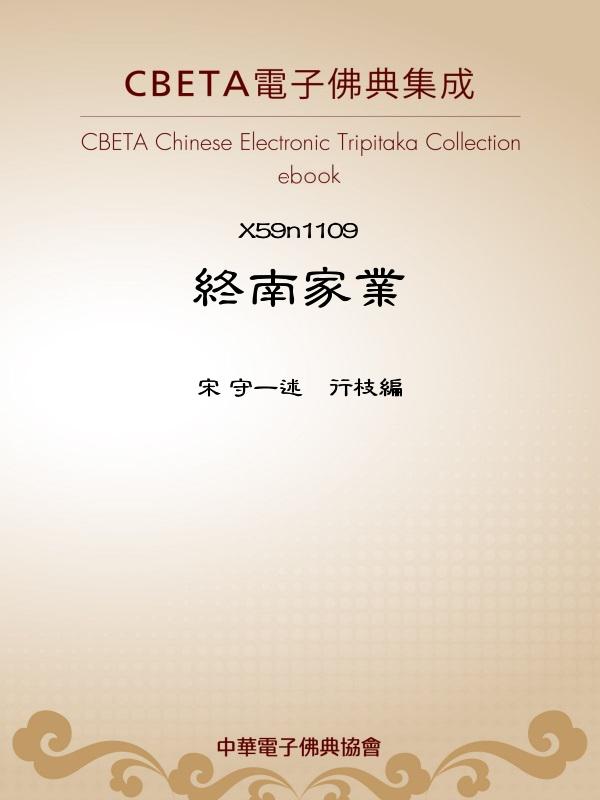 CBETA電子佛典集成
CBETA Chinese Electronic Tripitaka Collection
ebook
X59n1109
終南家業
宋 守一述　行枝編
中華電子佛典協會